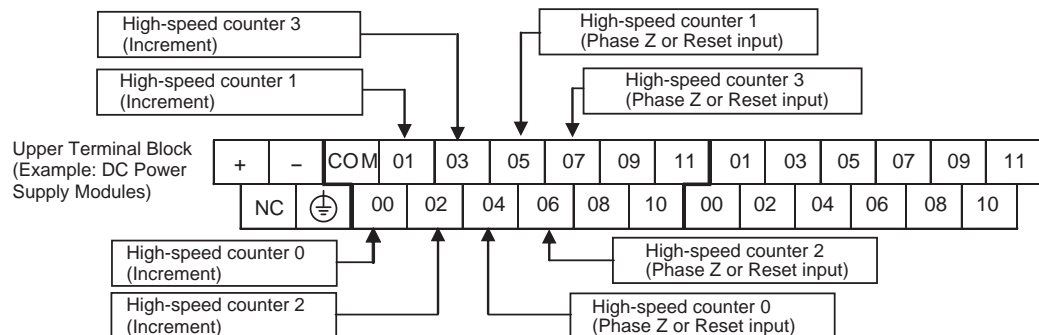 High-speed counter 3
(Increment)
High-speed counter 1
(Phase Z or Reset input)
High-speed counter 1
(Increment)
High-speed counter 3
(Phase Z or Reset input)
Upper Terminal Block
(Example: DC Power
Supply Modules)
+ − COM 01 03 05 07 09 11 01 03 05 07 09 11
NC 00 02 04 06 08 10 00 02 04 06 08 10
High-speed counter 0
(Increment)
High-speed counter 2
(Phase Z or Reset input)
High-speed counter 2
(Increment)
High-speed counter 0
(Phase Z or Reset input)